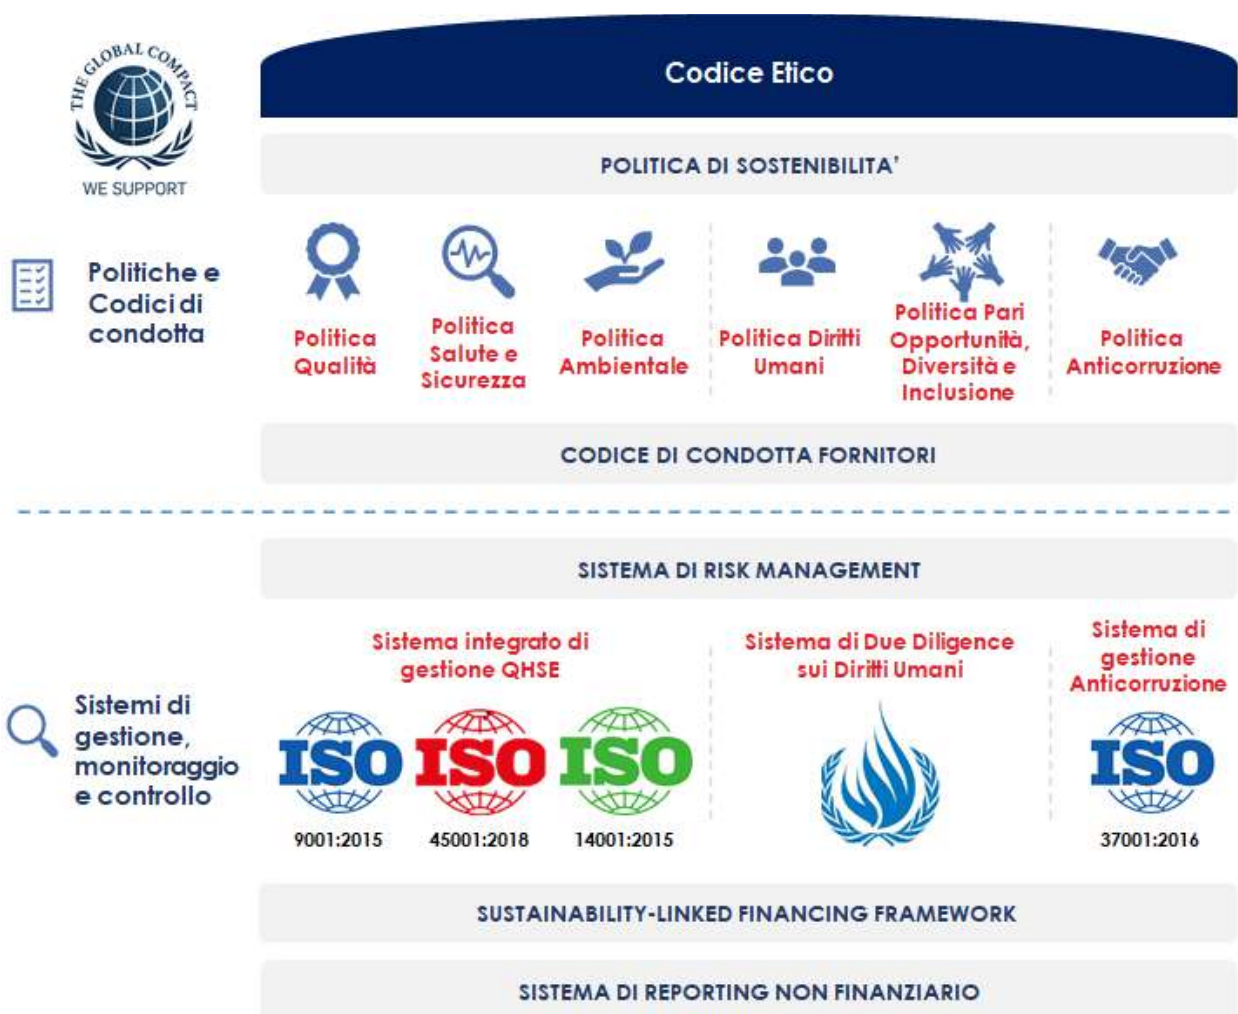 THE GLOBAL COMPACT
WE SUPPORT
Codice Etico
POLITICA DI SOSTENIBILITA'
Politiche e
Codici di
condotta
Politica
Qualità
Politica
Salute e
Sicurezza
Politica
Ambientale
Politica Diritti
Umani
Politica Pari
Opportunità,
Diversità e
Inclusione
Politica
Anticorruzione
CODICE DI CONDOTTA FORNITORI
SISTEMA DI RISK MANAGEMENT
Sistemi di
gestione,
monitoraggio
e controllo
Sistema integrato di
gestione QHSE
ISO
9001:2015
ISO
45001:2018
ISO
14001:2015
Sistema di Due Diligence
sui Diritti Umani
Sistema di
gestione
Anticorruzione
ISO
37001:2016
SUSTAINABILITY-LINKED FINANCING FRAMEWORK
SISTEMA DI REPORTING NON FINANZIARIO